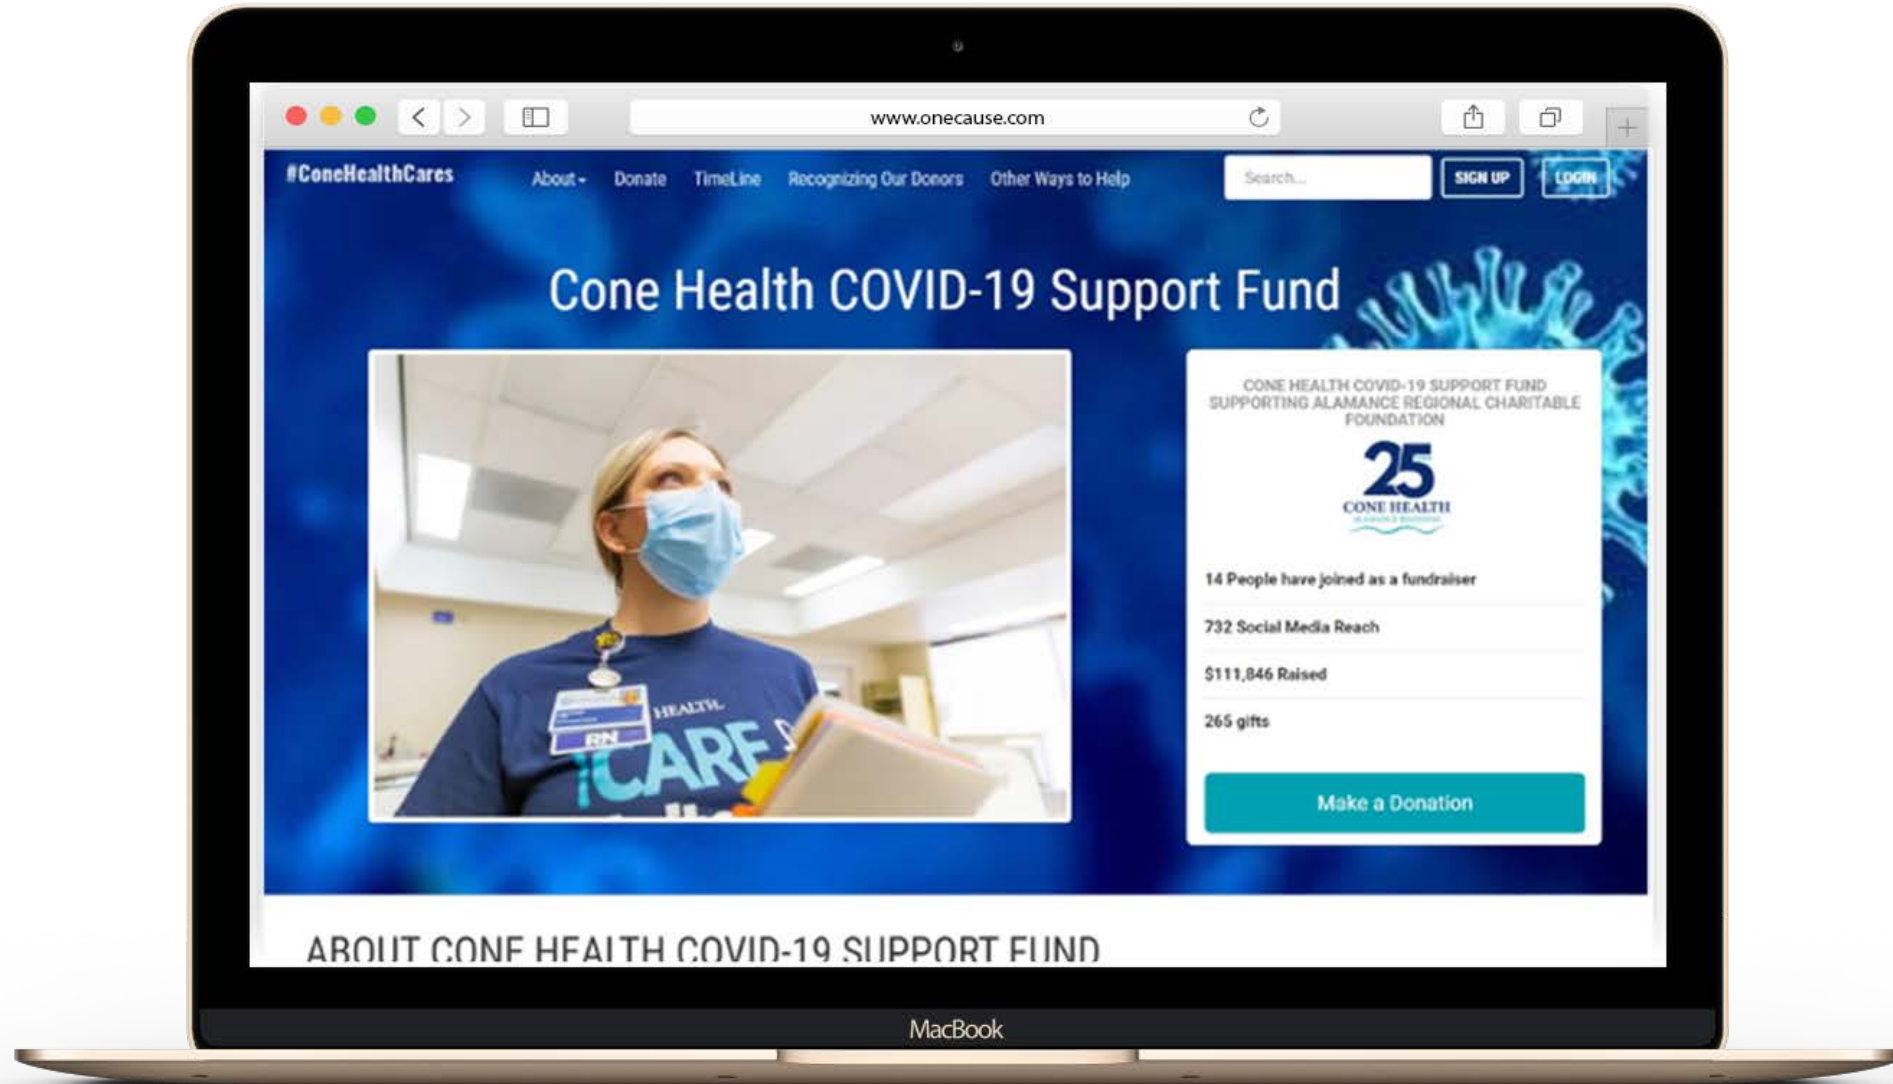 www.onecause.com
#ConeHealthCares
About
Donate
TimeLine
Recognizing Our Donors
Other Ways to Help
Search...
SIGN UP
LOGIN
Cone Health COVID-19 Support Fund
HEALTH
RN
CARE
CONE HEALTH COVID-19 SUPPORT FUND
SUPPORTING ALAMANCE REGIONAL CHARITABLE
FOUNDATION
25
CONE HEALTH
14 People have joined as a fundraiser
732 Social Media Reach
$111,846 Raised
265 gifts
Make a Donation
ABOUT CONE HEALTH COVID-19 SUPPORT FUND
MacBook